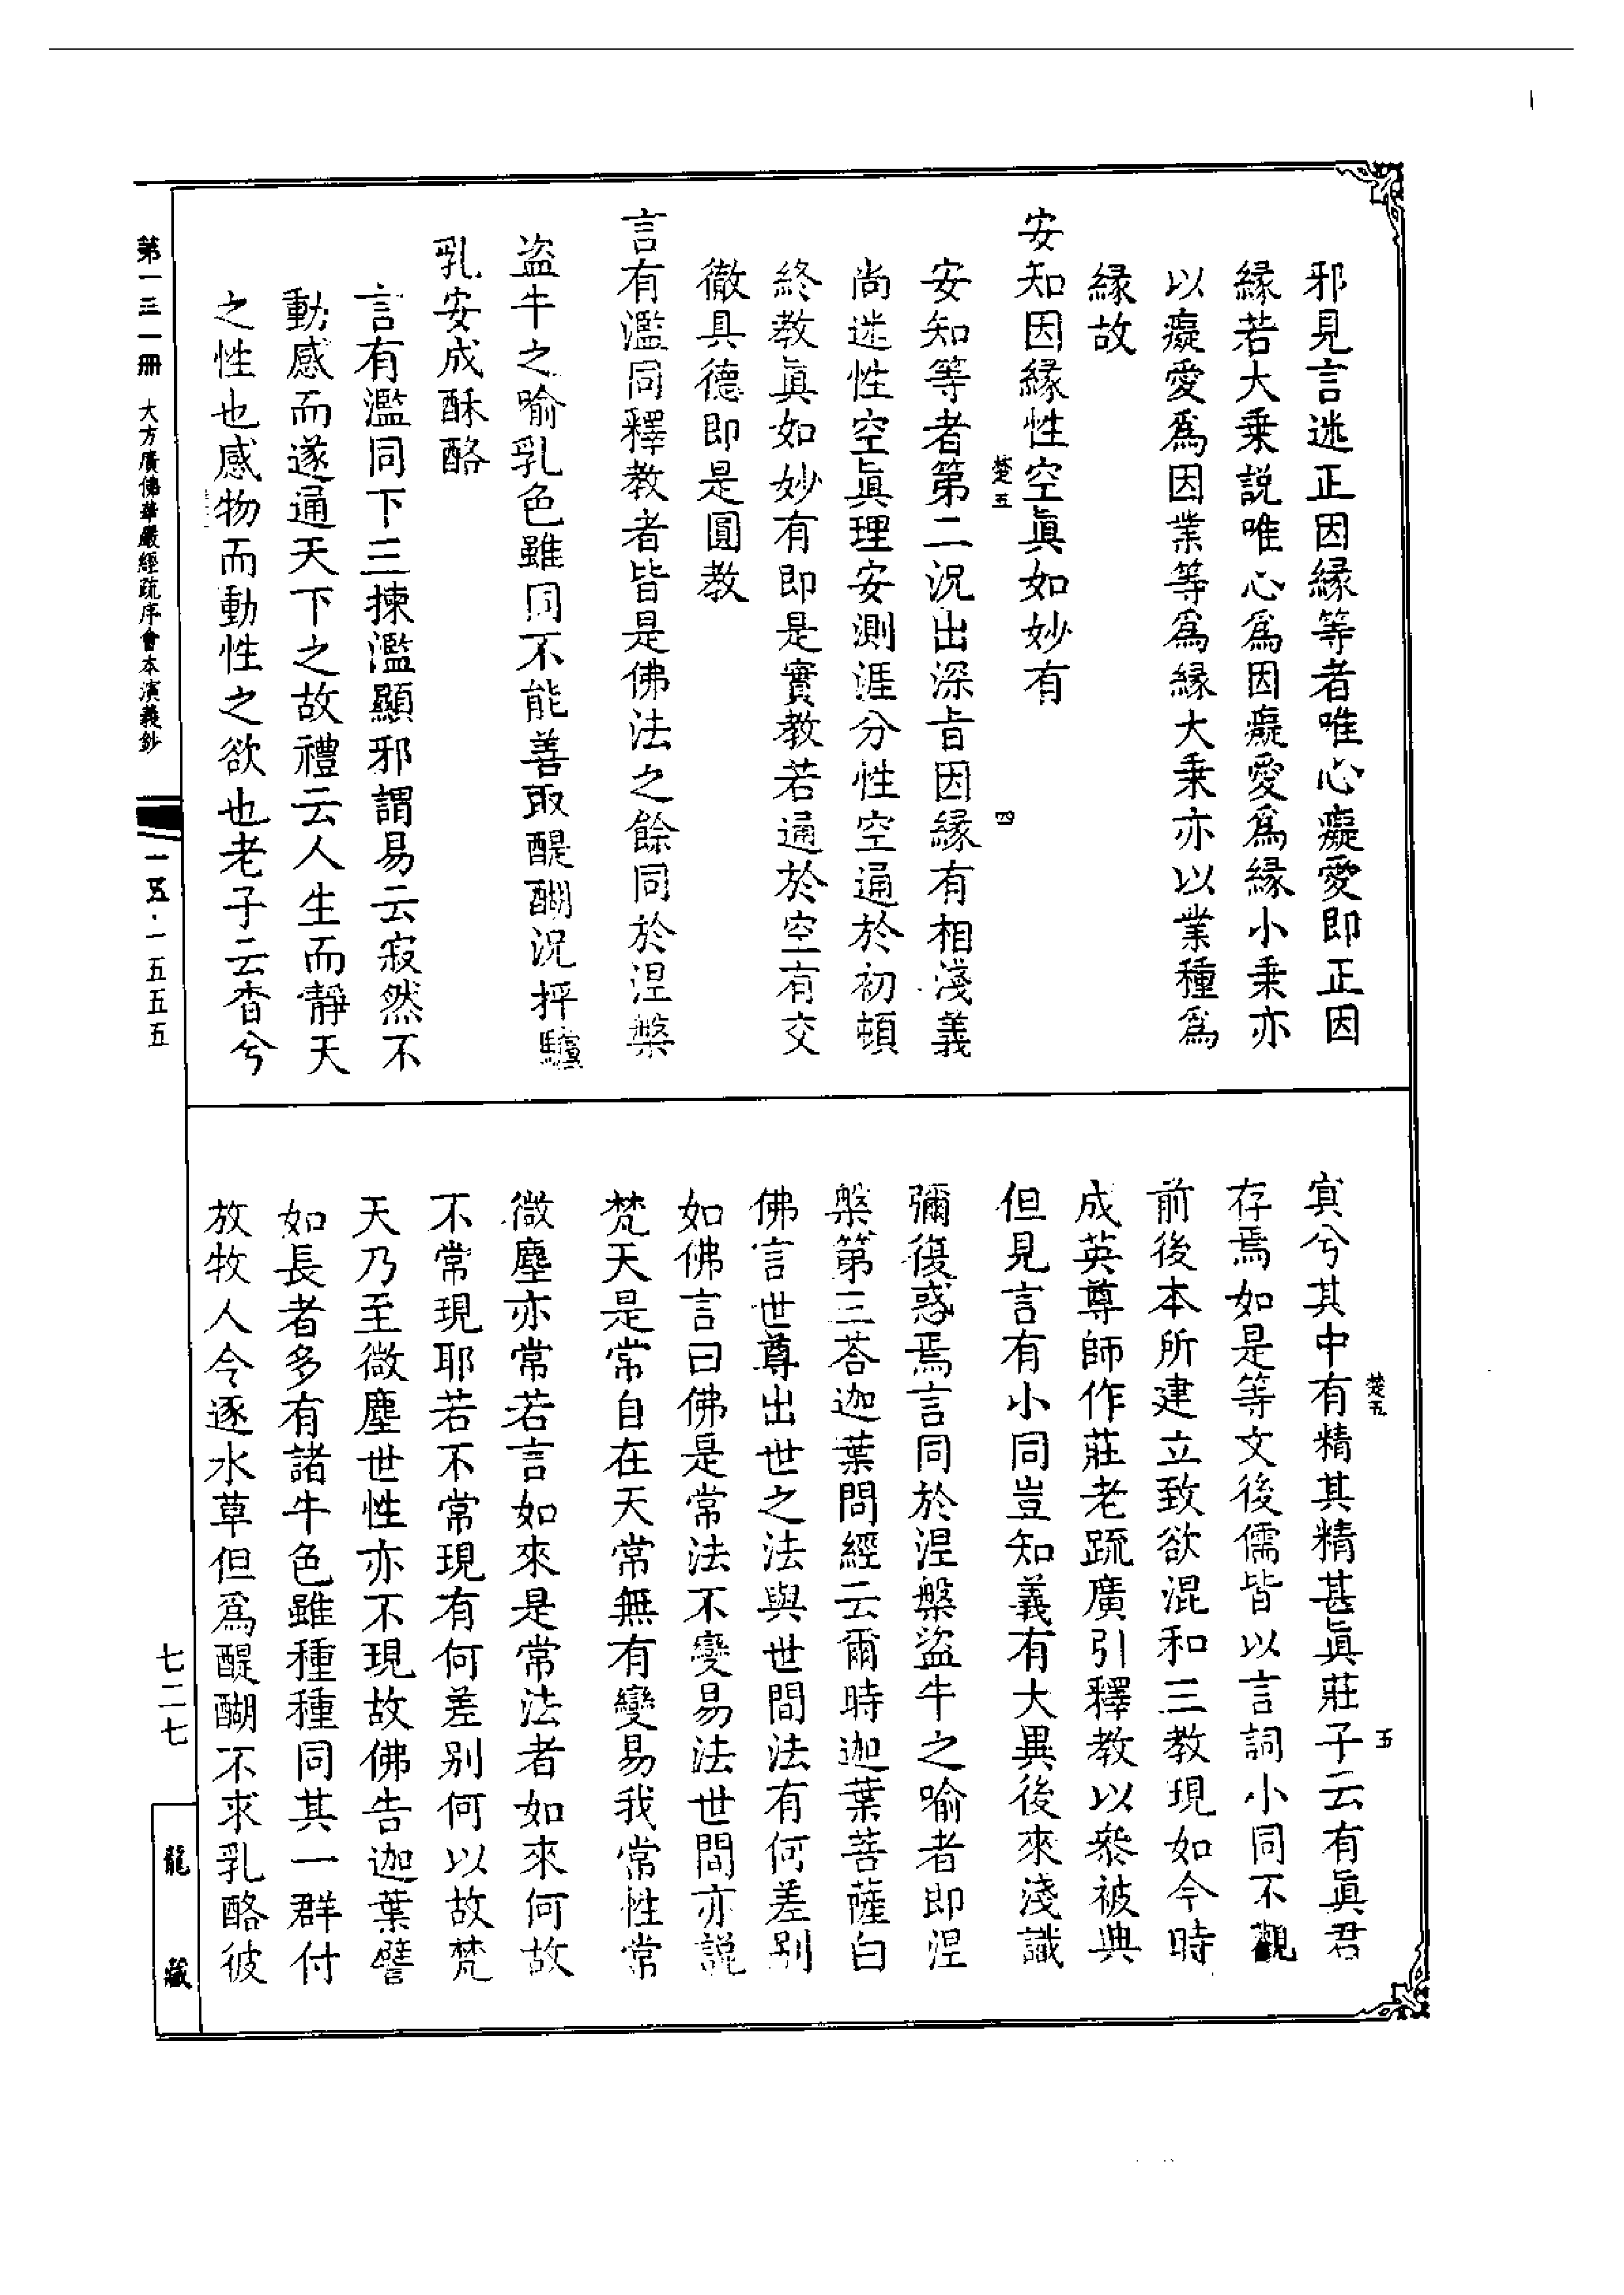 邪見言迷正因緣等者唯心癡愛即正因
緣若大乗説唯心爲因癡愛爲緣小乗亦
以癡愛爲因業等爲緣大乗亦以業種爲
緣故
安知因緣性空眞如妙有
楚五
四
安知等者第二況出深旨因緣有相淺義
尚迷性空眞理安測涯分性空通於初頓
終教眞如妙有即是實教若通於空有交
徹具德即是圓教
言有濫同釋教者皆是佛法之餘同於涅槃
盜牛之喻乳色雖同不能善取醍醐況抨驢
乳安成酥酪
言有濫同下三揀濫顯邪謂易云寂然不
動感而遂通天下之故禮云人生而靜天
之性也感物而動性之欲也老子云杳兮
第一三一冊 大方廣佛華嚴經疏序會本演義鈔
一五·一五五五
楚五
五
寘兮其中有精其精甚眞莊子云有眞君
存焉如是等文後儒皆以言詞小同不觀
前後本所建立致欲混和三教現如今時
成英尊師作莊老疏廣引釋教以叅被典
但見言有小同豈知義有大異後來淺識
彌復惑焉言同於涅槃盜牛之喻者即涅
槃第三荅迦葉問經云爾時迦葉菩薩白
佛言世尊出世之法與世間法有何差别
如佛言曰佛是常法不變易法世間亦説
梵天是常自在天常無有變易我常性常
微塵亦常若言如來是常法者如來何故
不常現耶若不常現有何差别何以故梵
天乃至微塵世性亦不現故佛告迦葉譬
如長者多有諸牛色雖種種同其一群付
放牧人令逐水草但爲醍醐不求乳酪彼
七二七
龍藏